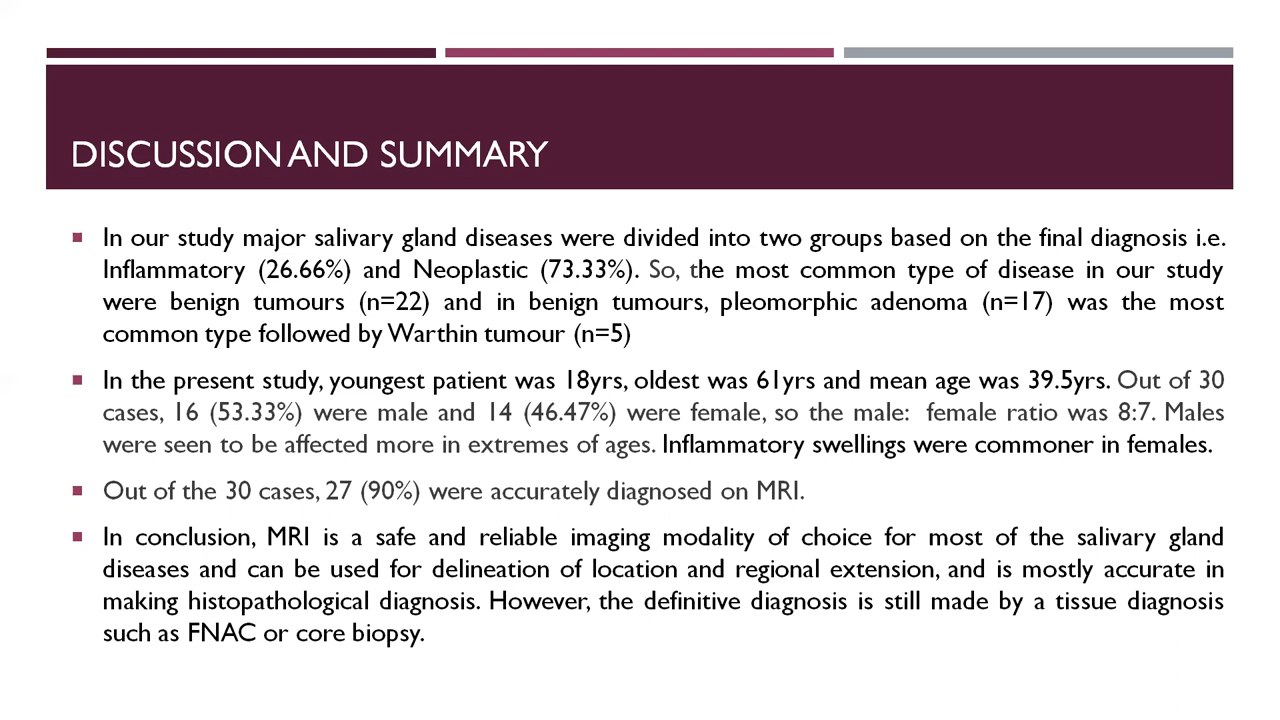 DISCUSSION AND SUMMARY
In our study major salivary gland diseases were divided into two groups based on the final diagnosis i.e.
Inflammatory (26.66%) and Neoplastic (73.33%). So, the most common type of disease in our study
were benign tumours (n=22) and in benign tumours, pleomorphic adenoma (n=17) was the most
common type followed by Warthin tumour (n=5)
In the present study, youngest patient was 18yrs, oldest was 61yrs and mean age was 39.5yrs. Out of 30
cases, 16 (53.33%) were male and 14 (46.47%) were female, so the male: female ratio was 8:7. Males
were seen to be affected more in extremes of ages. Inflammatory swellings were commoner in females.
Out of the 30 cases, 27 (90%) were accurately diagnosed on MRI.
In conclusion, MRI is a safe and reliable imaging modality of choice for most of the salivary gland
diseases and can be used for delineation of location and regional extension, and is mostly accurate in
making histopathological diagnosis. However, the definitive diagnosis is still made by a tissue diagnosis
such as FNAC or core biopsy.